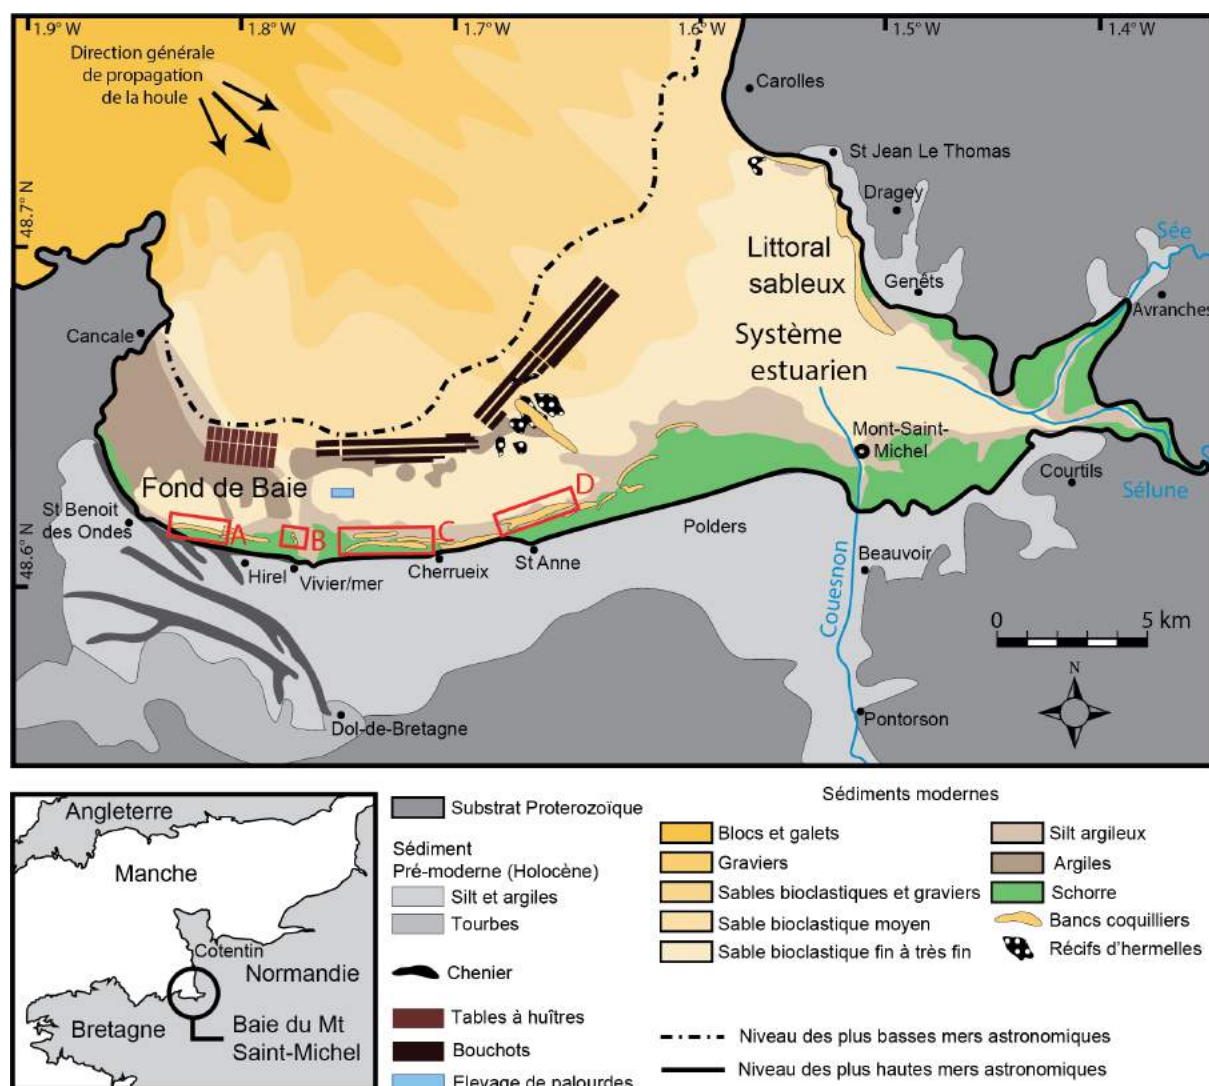 1.9° W
1.8° W
1.7° W
1.6° W
1.5° W
1.4° W
Direction générale
de propagation
de la houle
Carolles
St Jean Le Thomas
Dragey
48.7° N
Littoral
sableux
Sée
Genêts
Avranches
Cancale
Système
estuarien
Mont-Saint-
Michel
Courtils
S
Sélune
Fond de Baie
D
St Benoit
des Ondes
A
B
C
Polders
48.6° N
Hirel
Vivier/mer
Cherrueix
St Anne
Beauvoir
Couesnon
0
5 km
N
Dol-de-Bretagne
Pontorson
Angleterre
Manche
Cotentin
Normandie
Bretagne
Baie du Mt
Saint-Michel
Substrat Proterozoïque
Sédiment
Pré-moderne (Holocène)
Silt et argiles
Tourbes
Chenier
Tables à huîtres
Bouchots
Elevage de palourdes
Sédiments modernes
Blocs et galets
Graviers
Sables bioclastiques et graviers
Sable bioclastique moyen
Sable bioclastique fin à très fin
Silt argileux
Argiles
Schorre
Bancs coquilliers
Récifs d'hermelles
Niveau des plus basses mers astronomiques
Niveau des plus hautes mers astronomiques